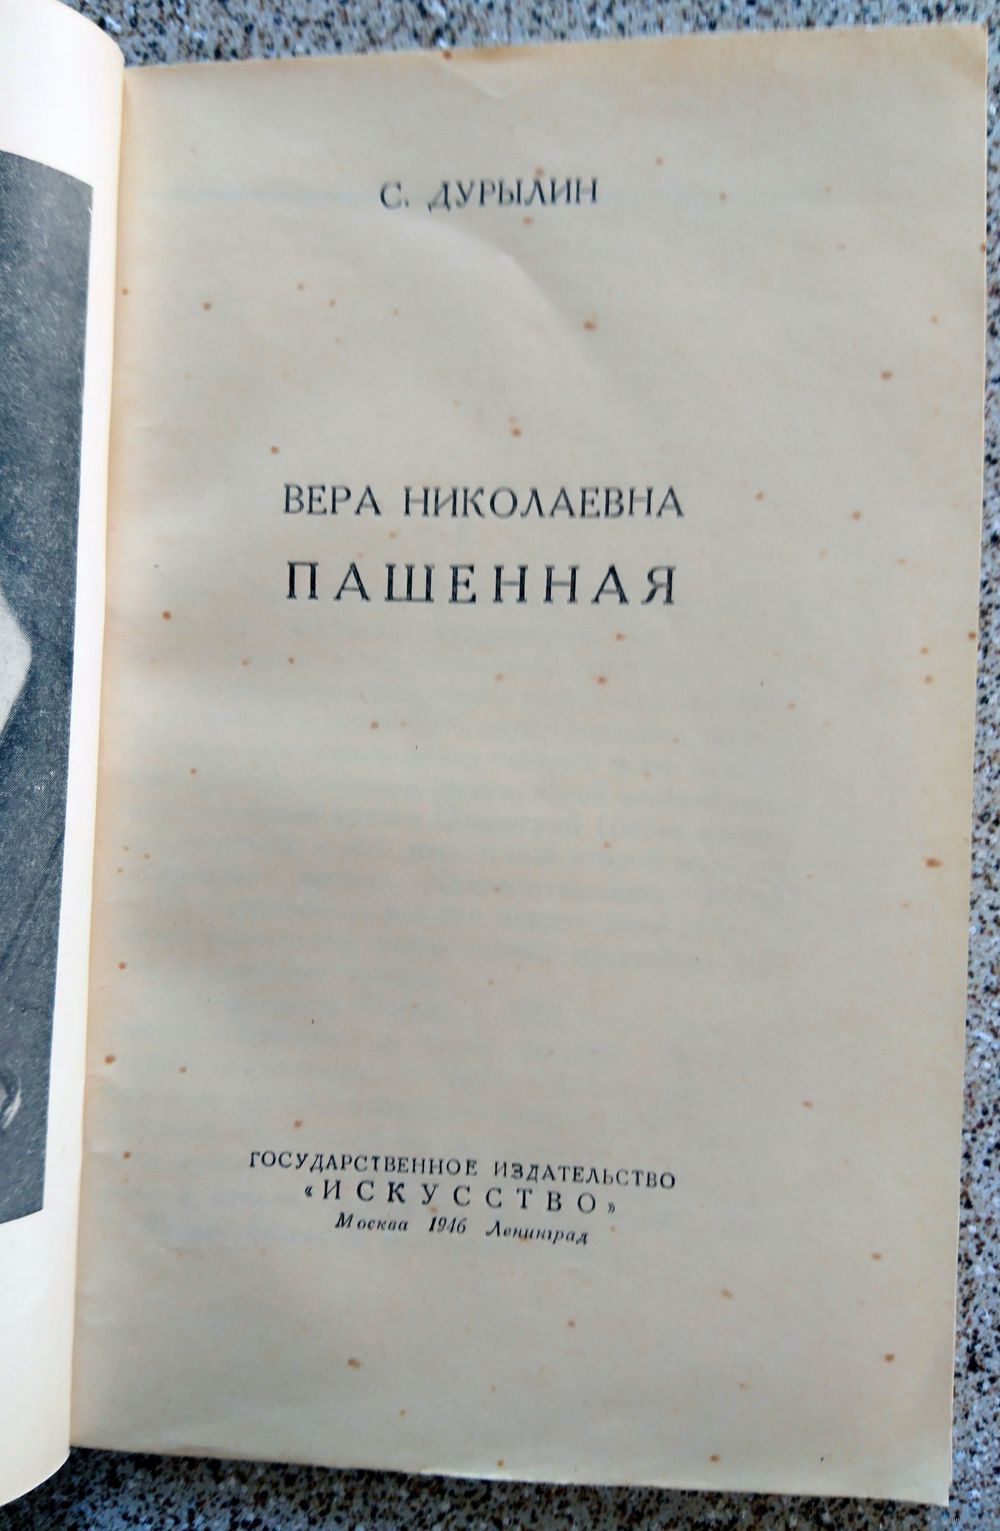 С. ДУРЫЛИН
ВЕРА НИКОЛАЕВНА
ПАШЕННАЯ
ГОСУДАРСТВЕННОЕ ИЗДАТЕЛЬСТВО
«ИСКУССТВО»
Москва 1946 Ленинград